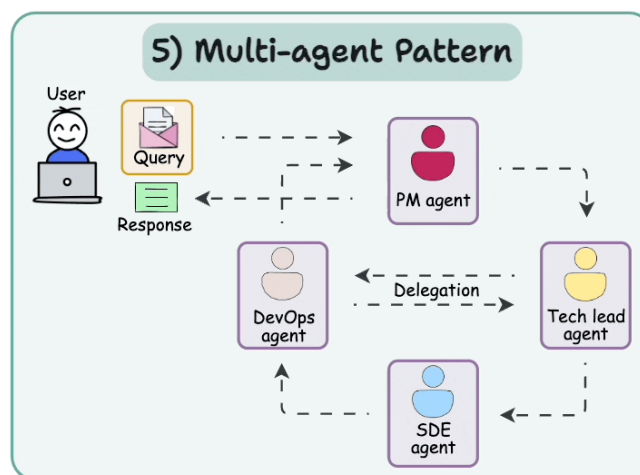 5) Multi-agent Pattern
User
Query
Response
PM agent
DevOps
agent
Delegation
Tech lead
agent
SDE
agent